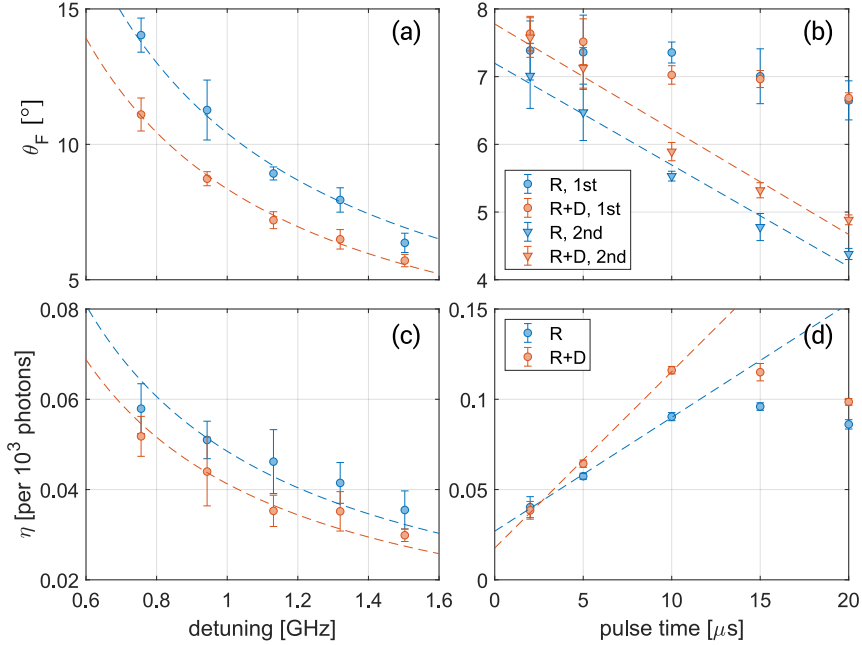 (a)
15
10
5
θF [°]
(b)
8
7
6
5
4
R, 1st
R+D, 1st
R, 2nd
R+D, 2nd
(c)
0.08
0.06
0.04
0.02
η [per 10³ photons]
0.6 0.8 1 1.2 1.4 1.6
detuning [GHz]
(d)
0.15
0.1
0.05
0
R
R+D
0 5 10 15 20
pulse time [μs]